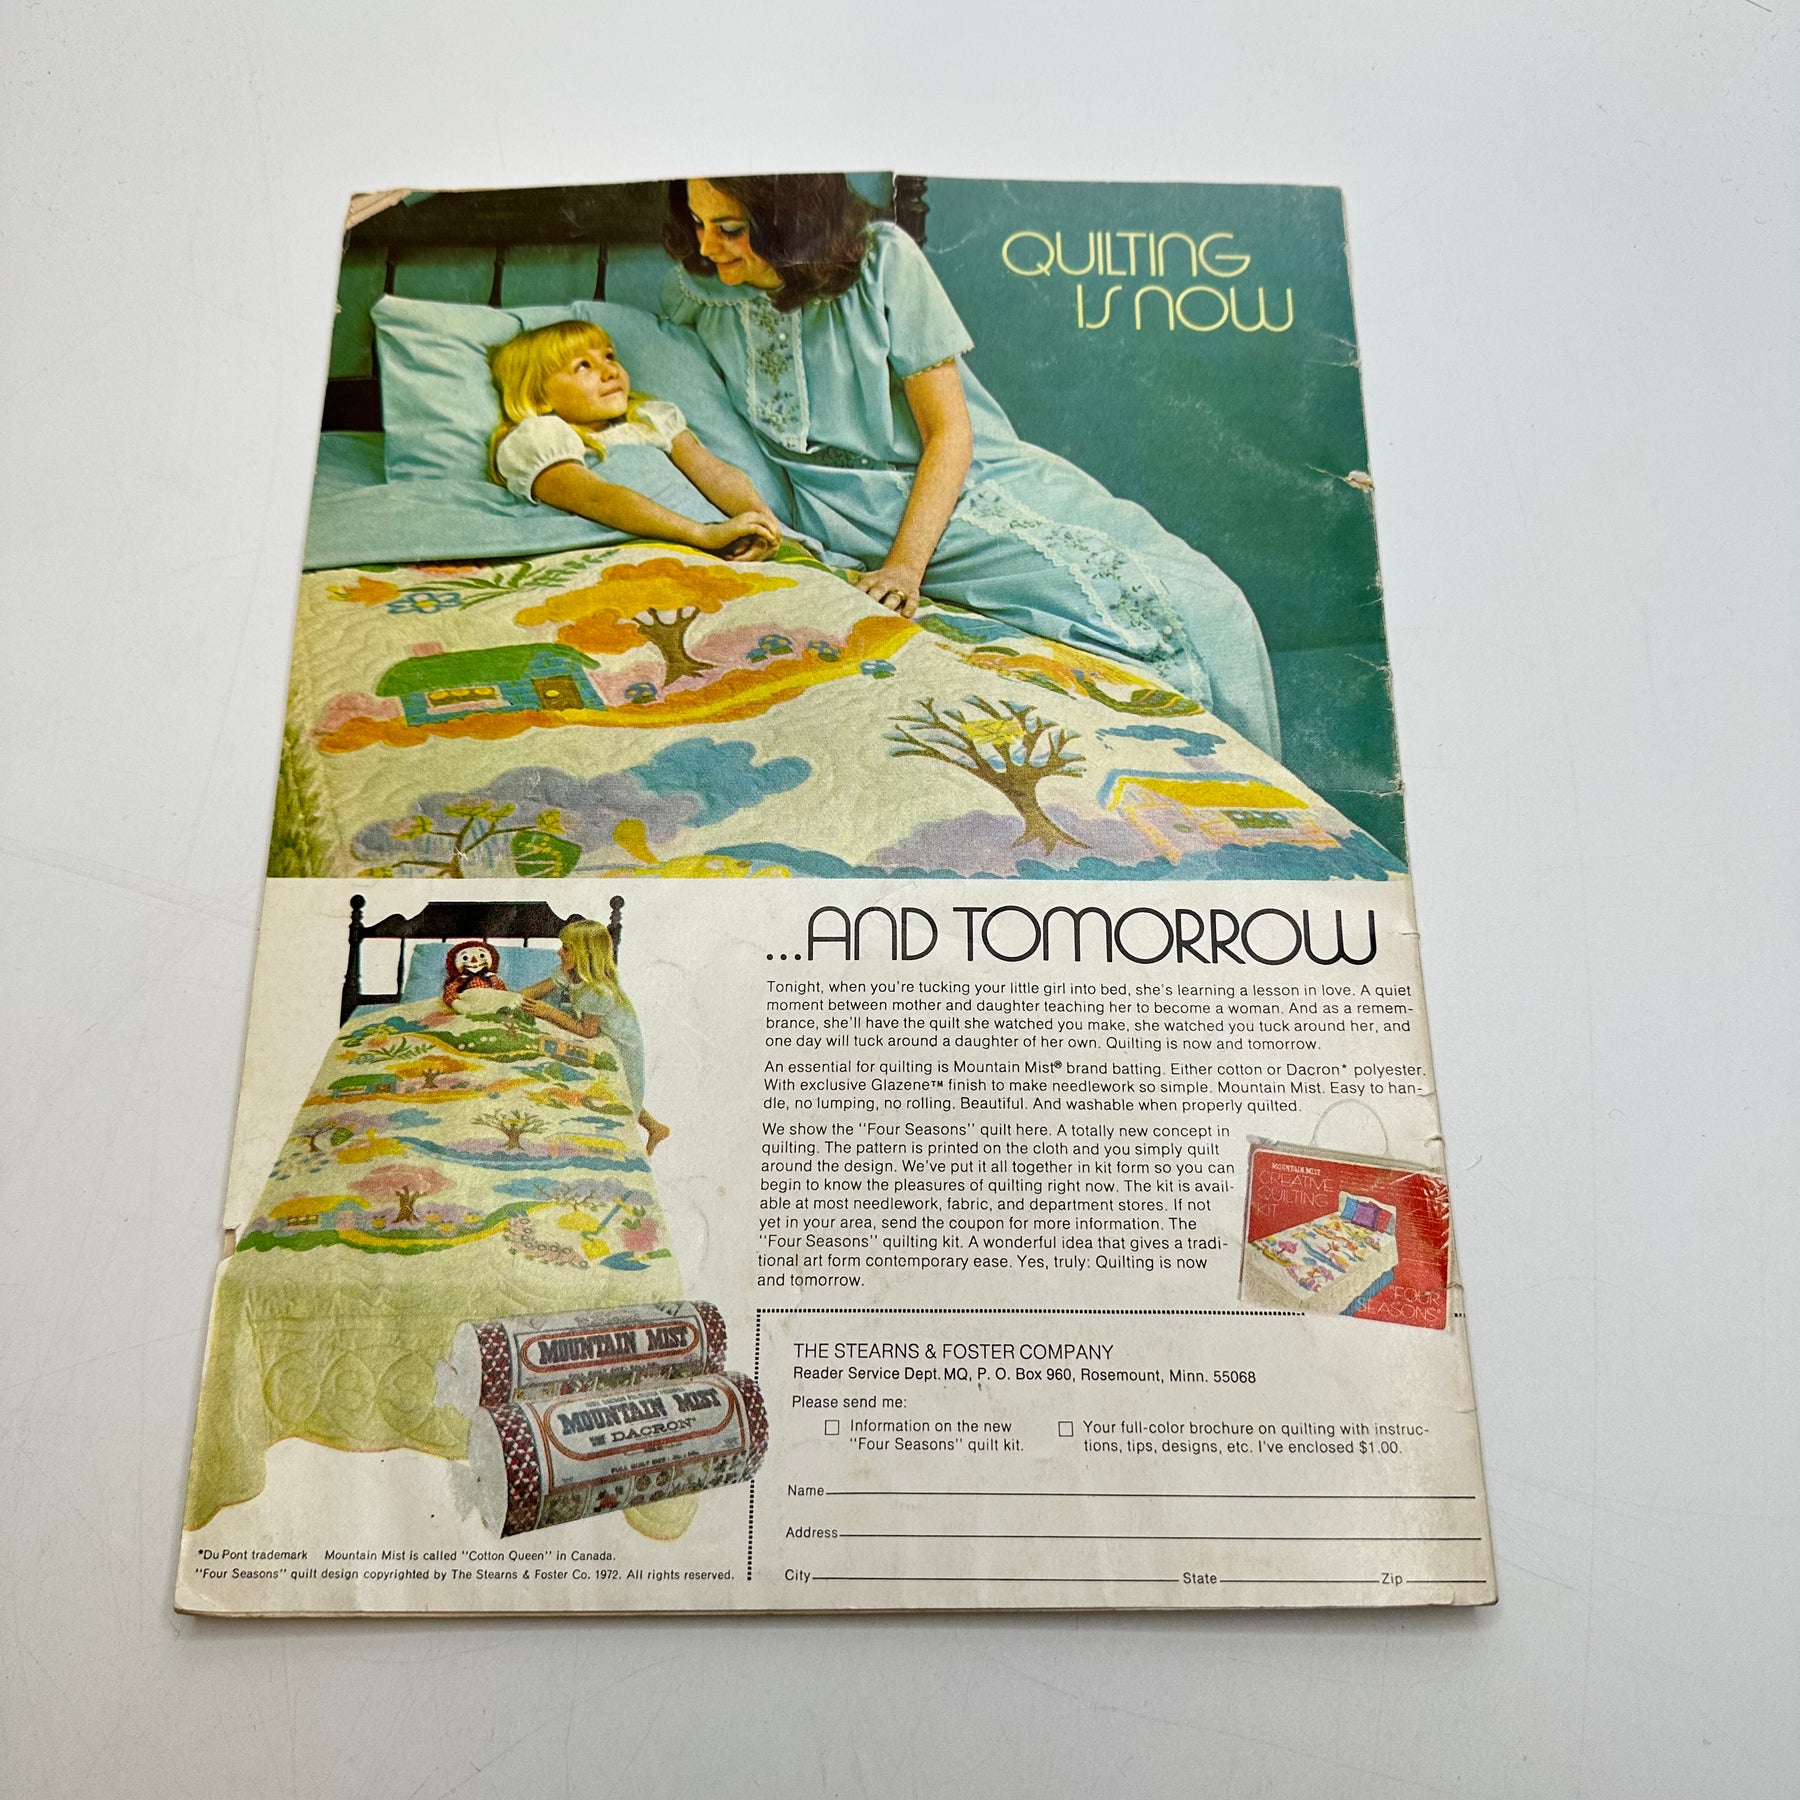 QUILTING
IS NOW
...AND TOMORROW
Tonight, when you're tucking your little girl into bed, she's learning a lesson in love. A quiet
moment between mother and daughter teaching her to become a woman. And as a remem-
brance, she'll have the quilt she watched you make, she watched you tuck around her, and
one day will tuck around a daughter of her own. Quilting is now and tomorrow.
An essential for quilting is Mountain Mist® brand batting. Either cotton or Dacron* polyester.
With exclusive Glazene™ finish to make needlework so simple. Mountain Mist. Easy to han-
dle, no lumping, no rolling. Beautiful. And washable when properly quilted.
We show the "Four Seasons" quilt here. A totally new concept in
quilting. The pattern is printed on the cloth and you simply quilt
around the design. We've put it all together in kit form so you can
begin to know the pleasures of quilting right now. The kit is avail-
able at most needlework, fabric, and department stores. If not
yet in your area, send the coupon for more information. The
"Four Seasons" quilting kit. A wonderful idea that gives a tradi-
tional art form contemporary ease. Yes, truly: Quilting is now
and tomorrow.
MOUNTAIN MIST
CREATIVE
QUILTING
KIT
"FOUR
SEASONS"
MOUNTAIN MIST
MOUNTAIN MIST
DACRON*
THE STEARNS & FOSTER COMPANY
Reader Service Dept. MQ, P. O. Box 960, Rosemount, Minn. 55068
Please send me:
Information on the new
"Four Seasons" quilt kit.
Your full-color brochure on quilting with instruc-
tions, tips, designs, etc. I've enclosed $1.00.
Name
Address
City State Zip
*Du Pont trademark Mountain Mist is called "Cotton Queen" in Canada.
"Four Seasons" quilt design copyrighted by The Stearns & Foster Co. 1972. All rights reserved.